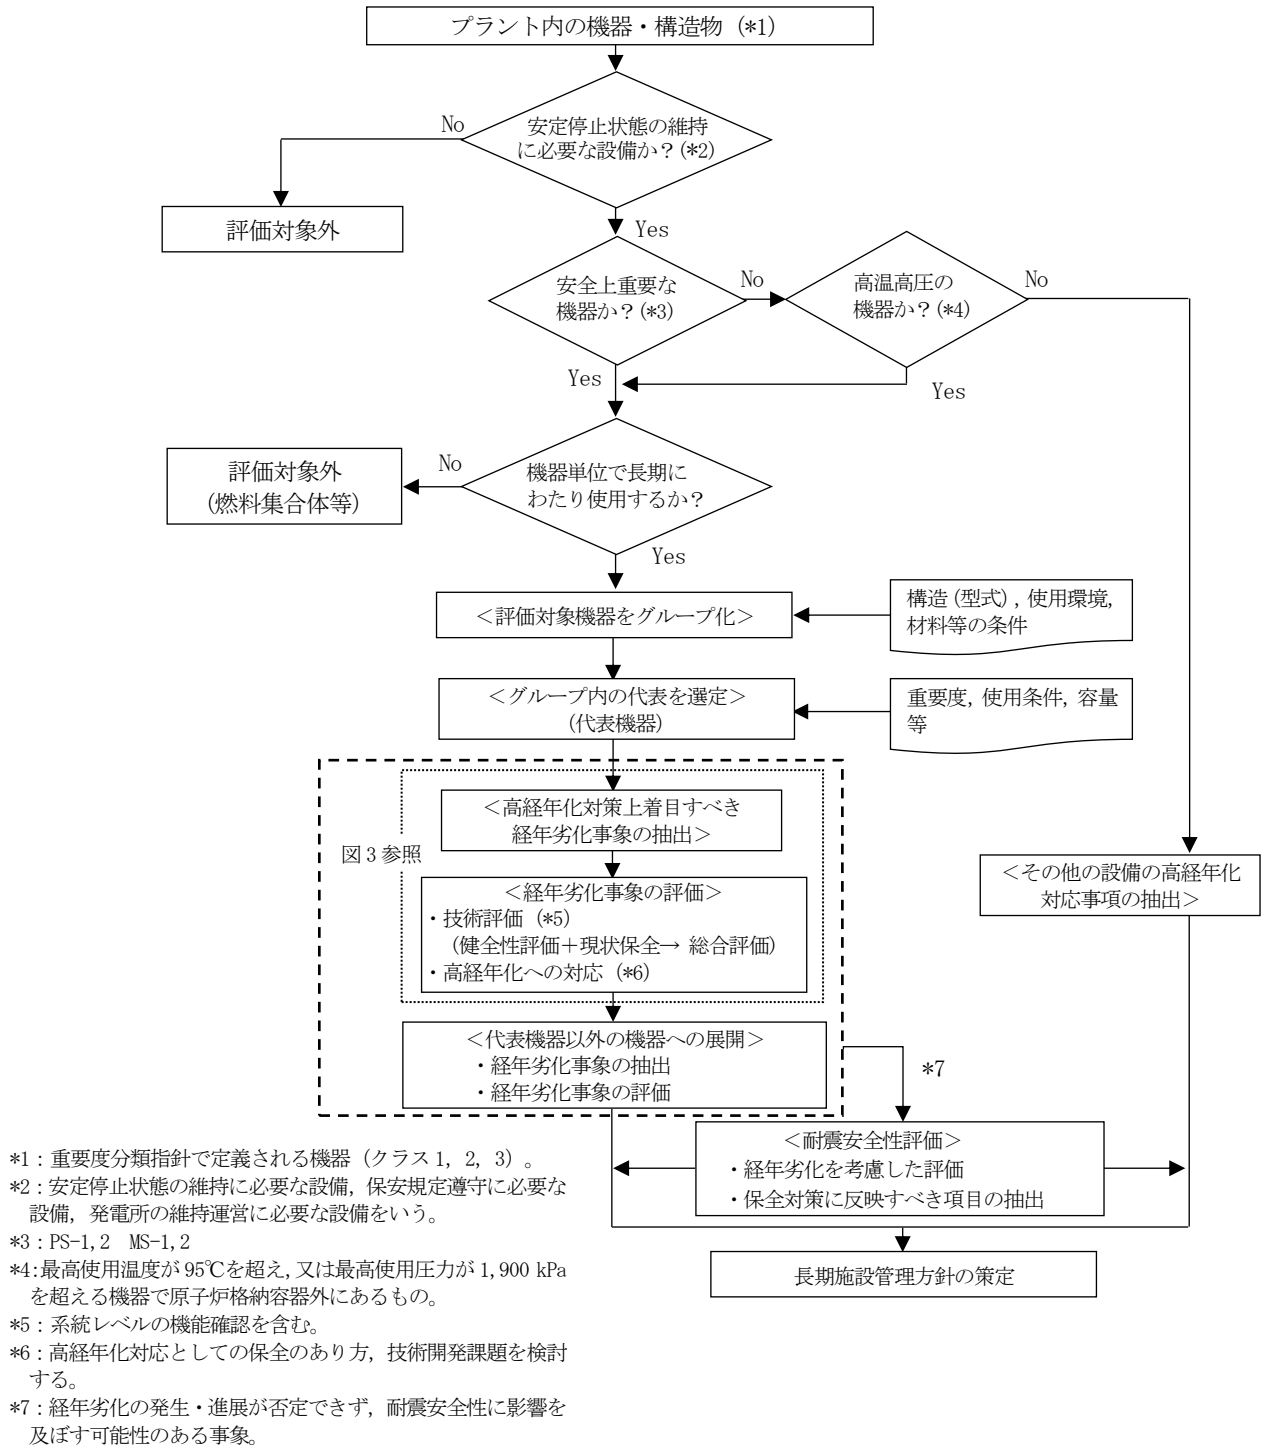 プラント内の機器・構造物 (*1)
安定停止状態の維持
に必要な設備か？(*2)
No
評価対象外
Yes
安全上重要な
機器か？(*3)
No
高温高圧の
機器か？(*4)
No
Yes
Yes
機器単位で長期に
わたり使用するか？
No
評価対象外
(燃料集合体等)
Yes
＜評価対象機器をグループ化＞
構造(型式),使用環境,
材料等の条件
＜グループ内の代表を選定＞
(代表機器)
重要度,使用条件,容量
等
＜高経年化対策上着目すべき
経年劣化事象の抽出＞
図３参照
＜経年劣化事象の評価＞
・技術評価 (*5)
(健全性評価＋現状保全→ 総合評価)
・高経年化への対応 (*6)
＜その他の設備の高経年化
対応事項の抽出＞
＜代表機器以外の機器への展開＞
・経年劣化事象の抽出
・経年劣化事象の評価
*7
＜耐震安全性評価＞
・経年劣化を考慮した評価
・保全対策に反映すべき項目の抽出
長期施設管理方針の策定
*1：重要度分類指針で定義される機器（クラス1, 2, 3）。
*2：安定停止状態の維持に必要な設備, 保安規定遵守に必要な
設備, 発電所の維持運営に必要な設備をいう。
*3：PS-1,2 MS-1,2
*4:最高使用温度が95℃を超え,又は最高使用圧力が1,900 kPa
を超える機器で原子炉格納容器外にあるもの。
*5：系統レベルの機能確認を含む。
*6：高経年化対応としての保全のあり方, 技術開発課題を検討
する。
*7：経年劣化の発生・進展が否定できず, 耐震安全性に影響を
及ぼす可能性のある事象。